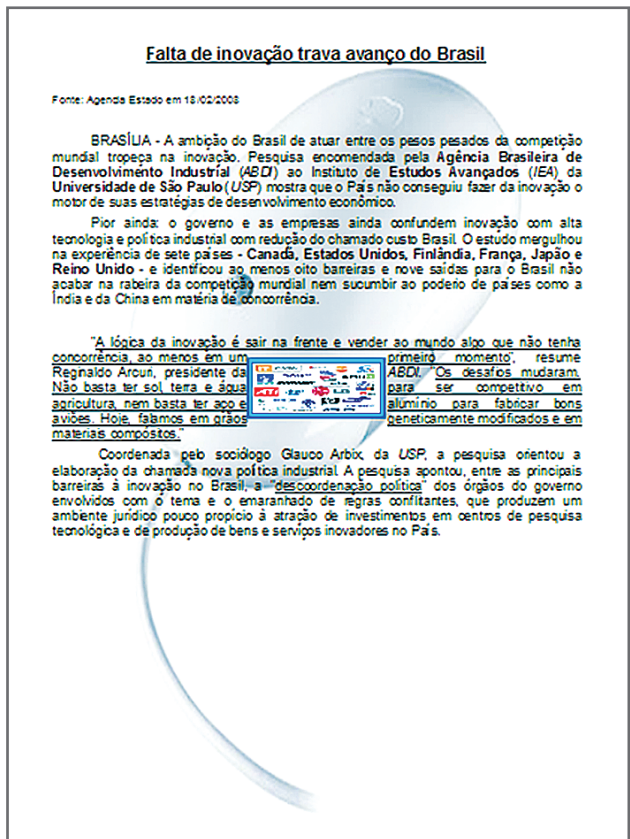 Falta de inovação trava avanço do Brasil
Fonte: Agencia Estado em 18/02/2008
BRASÍLIA - A ambição do Brasil de atuar entre os pesos pesados da competição
mundial tropeça na inovação. Pesquisa encomendada pela Agência Brasileira de
Desenvolvimento Industrial (ABDI) ao Instituto de Estudos Avançados (IEA) da
Universidade de São Paulo (USP) mostra que o País não conseguiu fazer da inovação o
motor de suas estratégias de desenvolvimento econômico.
Pior ainda: o governo e as empresas ainda confundem inovação com alta
tecnologia e política industrial com redução do chamado custo Brasil. O estudo mergulhou
na experiência de sete países - Canadá, Estados Unidos, Finlândia, França, Japão e
Reino Unido - e identificou ao menos oito barreiras e nove saídas para o Brasil não
acabar na rabeira da competição mundial nem sucumbir ao poderio de países como a
Índia e da China em matéria de concorrência.
"A lógica da inovação é sair na frente e vender ao mundo algo que não tenha
concorrência, ao menos em um primeiro momento", resume
Reginaldo Arcuri, presidente da ABDI. "Os desafios mudaram.
Não basta ter sol, terra e água para ser competitivo em
agricultura, nem basta ter aço e alumínio para fabricar bons
aviões. Hoje, falamos em grãos geneticamente modificados e em
materiais compósitos."
Coordenada pelo sociólogo Glauco Arbix, da USP, a pesquisa orientou a
elaboração da chamada nova política industrial. A pesquisa apontou, entre as principais
barreiras à inovação no Brasil, a "descoordenação política" dos órgãos do governo
envolvidos com o tema e o emaranhado de regras conflitantes, que produzem um
ambiente jurídico pouco propício à atração de investimentos em centros de pesquisa
tecnológica e de produção de bens e serviços inovadores no País.